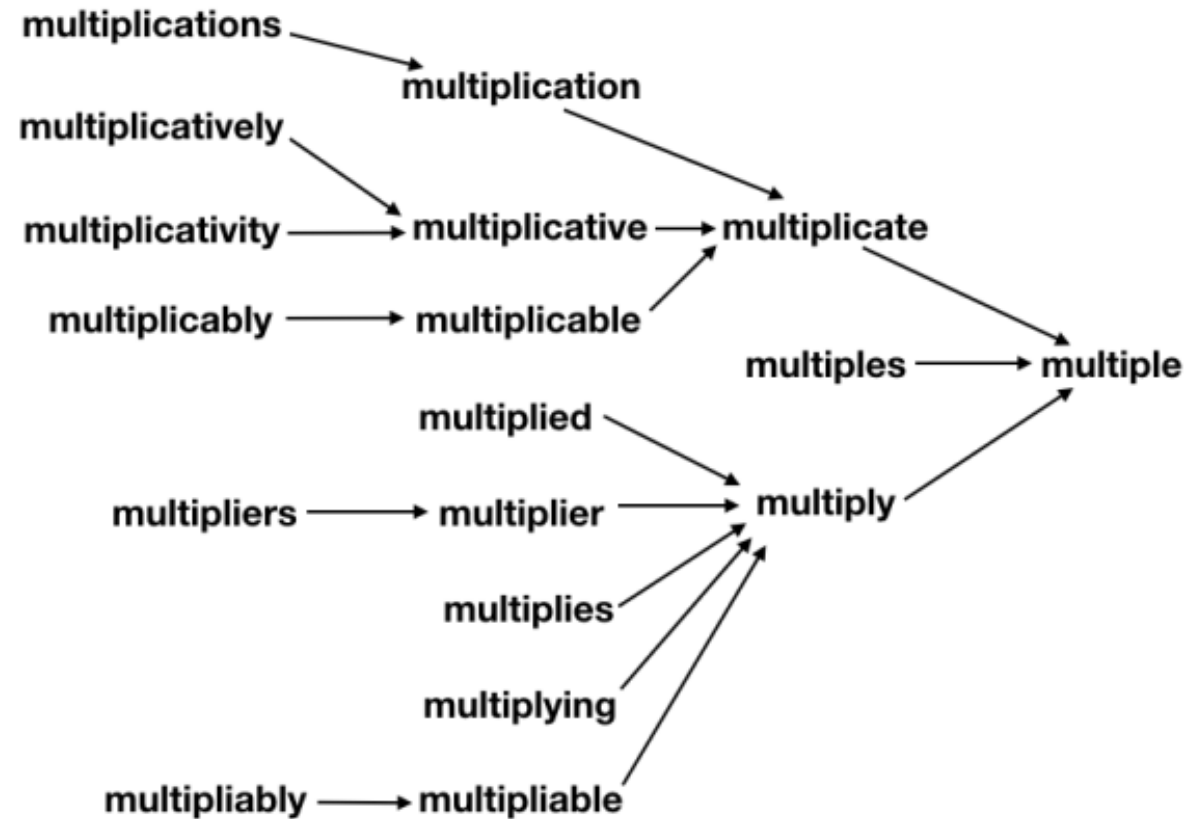 multiplications
multiplication
multiplicatively
multiplicativity multiplicative multiplicate
multiplicably multiplicable
multiples multiple
multiplied
multipliers multiplier multiply
multiplies
multiplying
multipliably multipliable